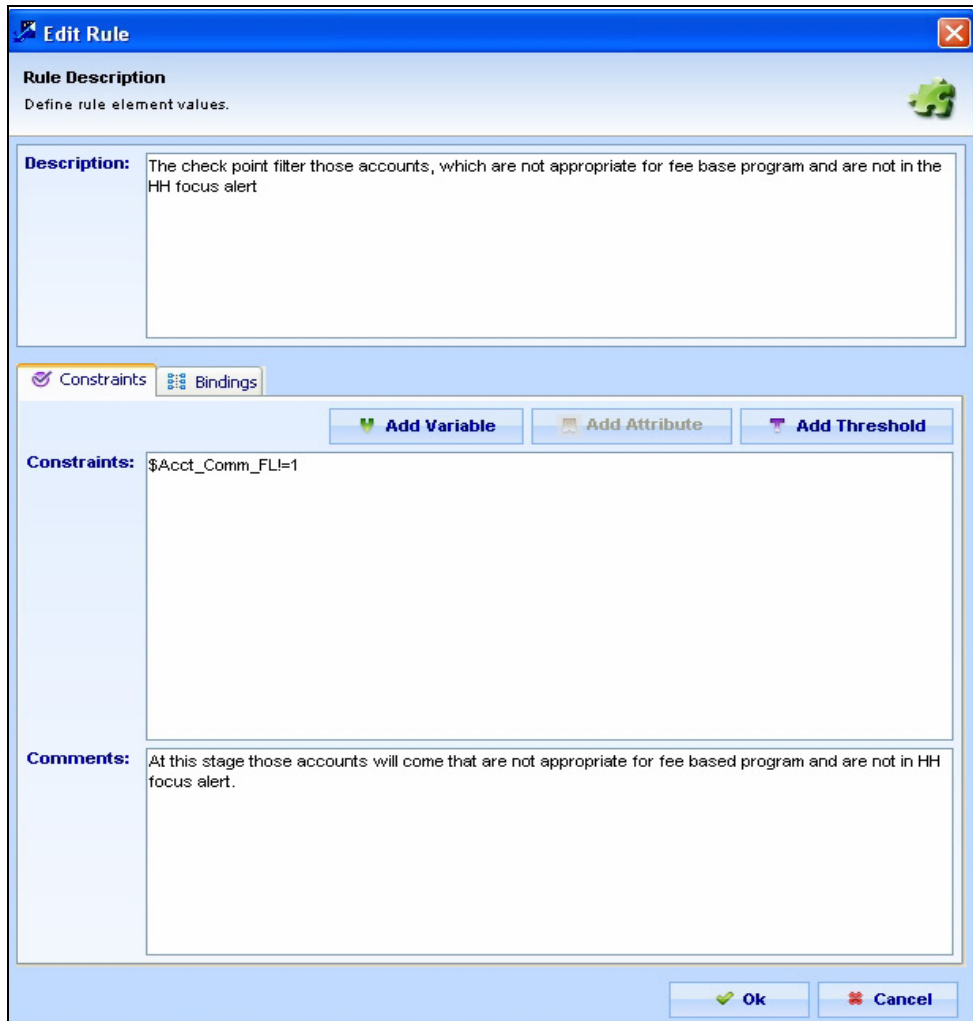 Edit Rule
Rule Description
Define rule element values.
Description: The check point filter those accounts, which are not appropriate for fee base program and are not in the
HH focus alert
Constraints Bindings
Add Variable Add Attribute Add Threshold
Constraints: $Acct_Comm_FL!=1
Comments: At this stage those accounts will come that are not appropriate for fee based program and are not in HH
focus alert.
Ok Cancel